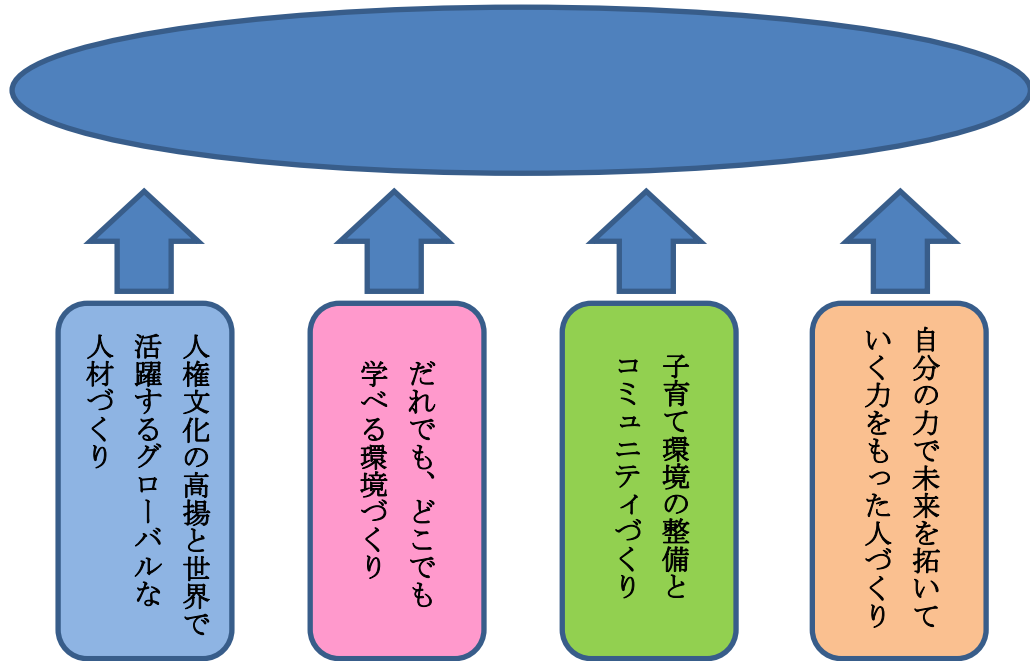 自分の力で未来を拓いて
いく力をもった人づくり
子育て環境の整備と
コミュニティづくり
だれでも、どこでも
学べる環境づくり
人権文化の高揚と世界で
活躍するグローバルな
人材づくり